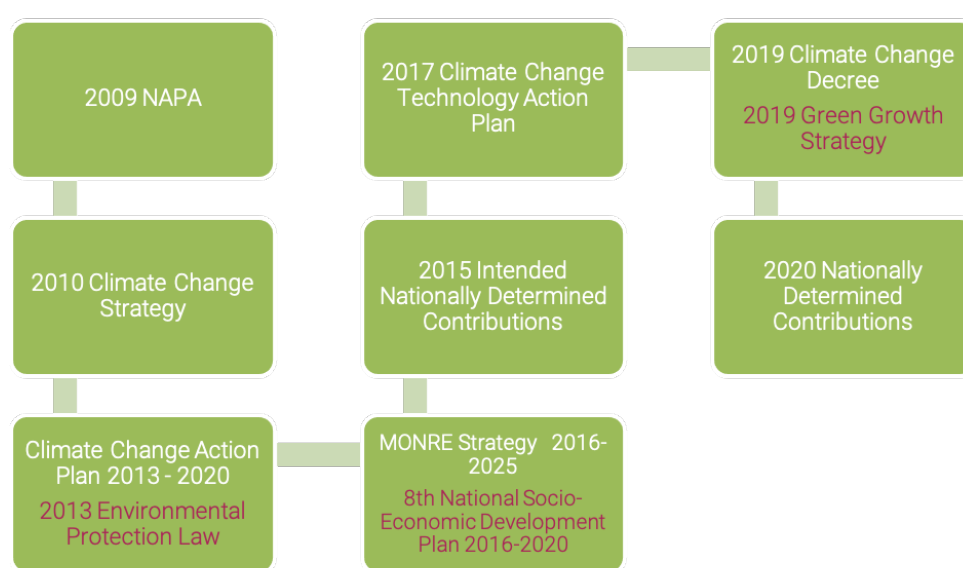 2009 NAPA
2010 Climate Change
Strategy
Climate Change Action
Plan 2013 - 2020
2013 Environmental
Protection Law
MONRE Strategy 2016-
2025
8th National Socio-
Economic Development
Plan 2016-2020
2015 Intended
Nationally Determined
Contributions
2017 Climate Change
Technology Action
Plan
2019 Climate Change
Decree
2019 Green Growth
Strategy
2020 Nationally
Determined
Contributions